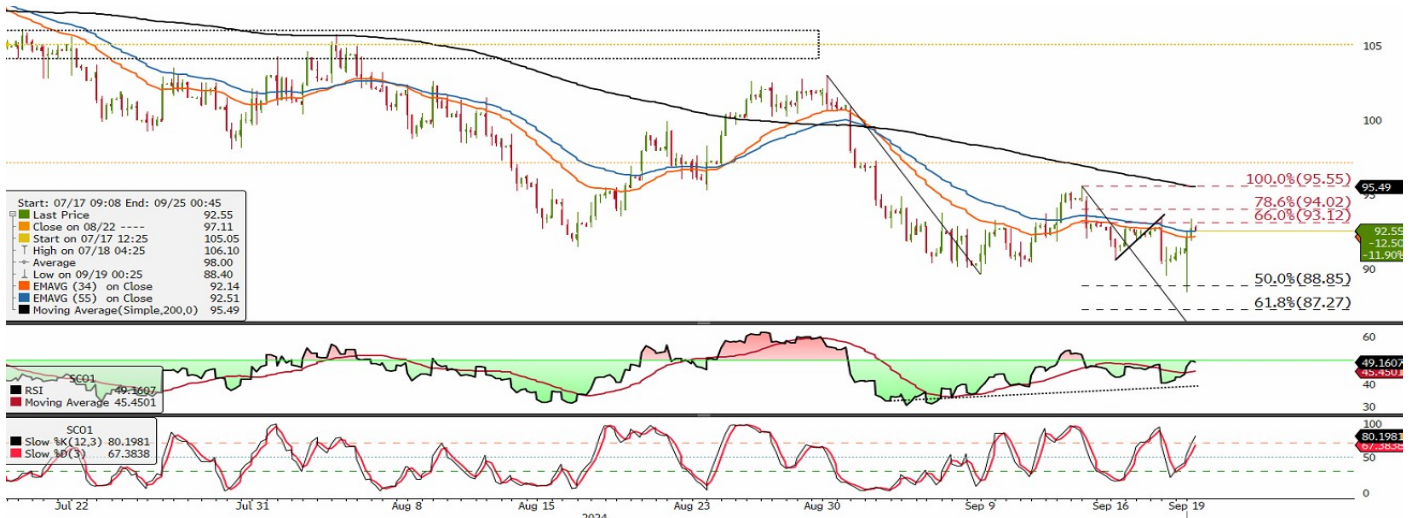 105
100
95
90
100.0%(95.55)
78.6%(94.02)
66.0%(93.12)
50.0%(88.85)
61.8%(87.27)
95.49
92.55
-12.50
-11.90%
Start: 07/17 09:08 End: 09/25 00:45
Last Price 92.55
Close on 08/22 ---- 97.11
Start on 07/17 12:25 105.05
High on 07/18 04:25 106.10
Average 98.00
Low on 09/19 00:25 88.40
EMAVG (34) on Close 92.14
EMAVG (55) on Close 92.51
Moving Average(Simple,200,0) 95.49
60
40
30
49.1607
45.4501
SCO1
RSI 49.1607
Moving Average 45.4501
100
50
0
80.1981
67.3838
SCO1
Slow %K(12,3) 80.1981
Slow %D(3) 67.3838
Jul 22 Jul 31 Aug 8 Aug 15 Aug 23 Aug 30 Sep 9 Sep 16 Sep 19